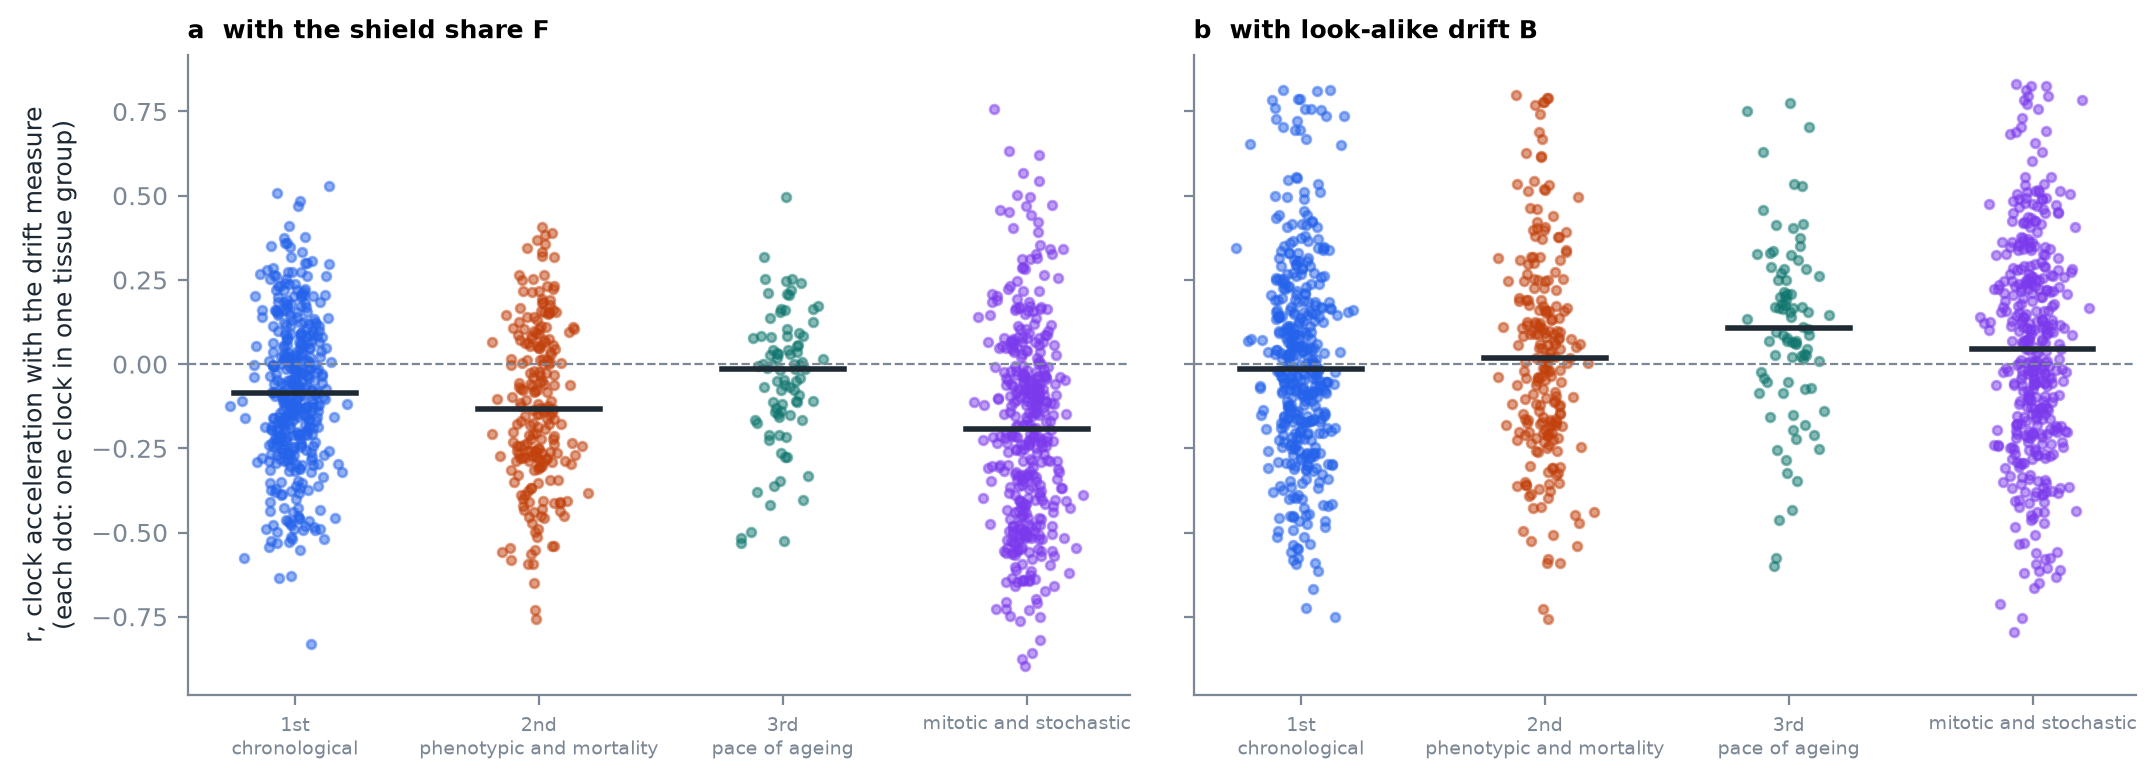 a  with the shield share F
b  with look-alike drift B
r, clock acceleration with the drift measure
(each dot: one clock in one tissue group)
0.75
0.50
0.25
0.00
−0.25
−0.50
−0.75
1st
chronological
2nd
phenotypic and mortality
3rd
pace of ageing
mitotic and stochastic
1st
chronological
2nd
phenotypic and mortality
3rd
pace of ageing
mitotic and stochastic